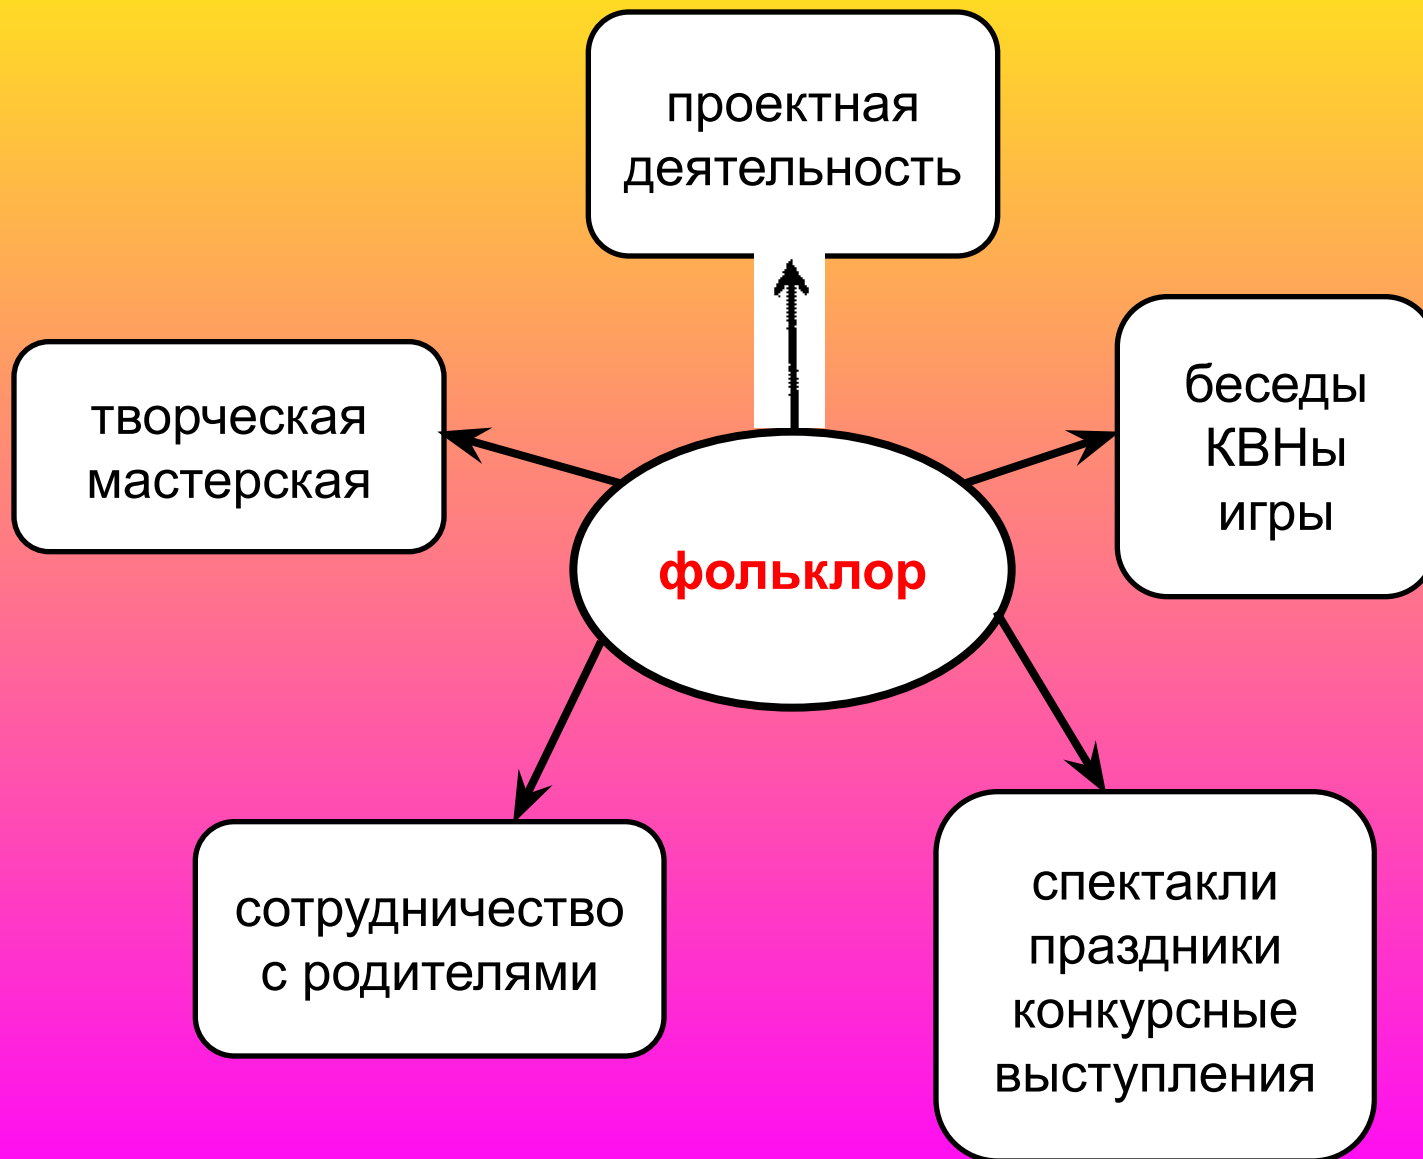 проектная
деятельность
творческая
мастерская
беседы
КВНы
игры
фольклор
сотрудничество
с родителями
спектакли
праздники
конкурсные
выступления